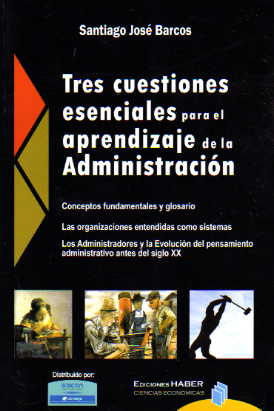 Santiago José Barcos
Tres cuestiones
esenciales para el
aprendizaje de la
Administración
Conceptos fundamentales y glosario
Las organizaciones entendidas como sistemas
Los Administradores y la Evolución del pensamiento
administrativo antes del siglo XX
Distribuido por:
EDICIONES HABER
CIENCIAS ECONOMICAS